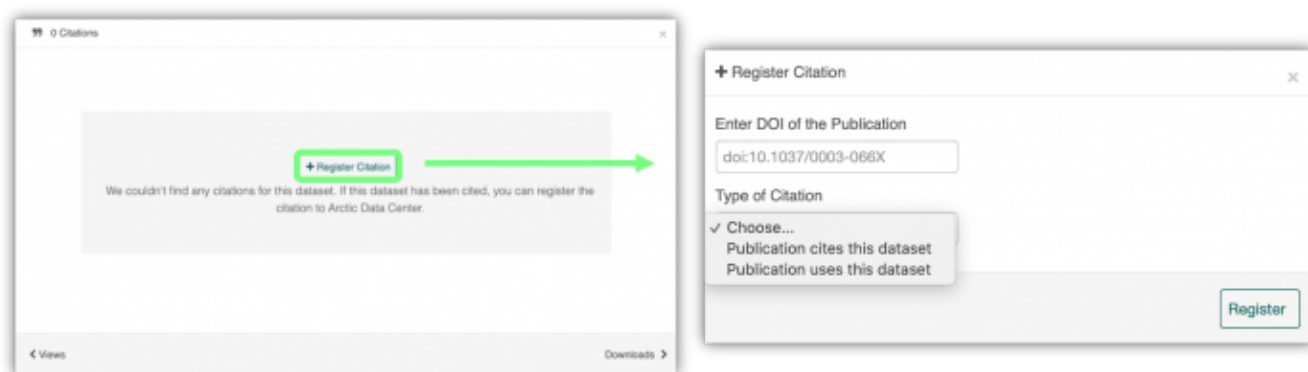 0 Citations
×
+ Register Citation
We couldn't find any citations for this dataset. If this dataset has been cited, you can register the
citation to Arctic Data Center.
Views
Downloads
+ Register Citation
×
Enter DOI of the Publication
doi:10.1037/0003-066X
Type of Citation
✓ Choose...
Publication cites this dataset
Publication uses this dataset
Register